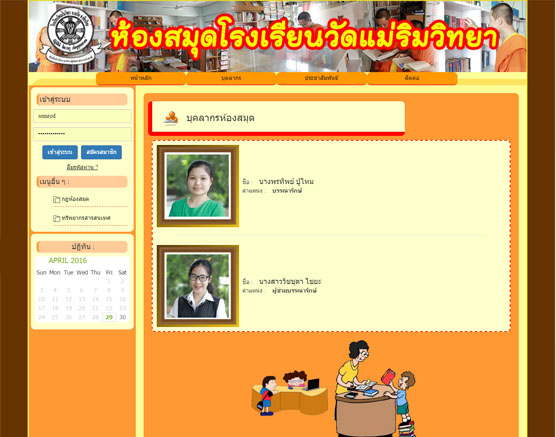 ห้องสมุดโรงเรียนวัดแม่ริมวิทยา
หน้าหลัก บุคลากร ประชาสัมพันธ์ ติดต่อ
เข้าสู่ระบบ
••••••••••••••
เข้าสู่ระบบ สมัครสมาชิก
ลืมรหัสผ่าน ?
เมนูอื่น ๆ :
กฎห้องสมุด
ทรัพยากรสารสนเทศ
ปฏิทิน :
APRIL 2016
Sun Mon Tue Wed Thu Fri Sat
1 2
3 4 5 6 7 8 9
10 11 12 13 14 15 16
17 18 19 20 21 22 23
24 25 26 27 28 29 30
บุคลากรห้องสมุด
ชื่อ : นางพรทิพย์ ปู่ไหม
ตำแหน่ง : บรรณารักษ์
ชื่อ : นางสาววิชชุดา ไชยะ
ตำแหน่ง : ผู้ช่วยบรรณารักษ์